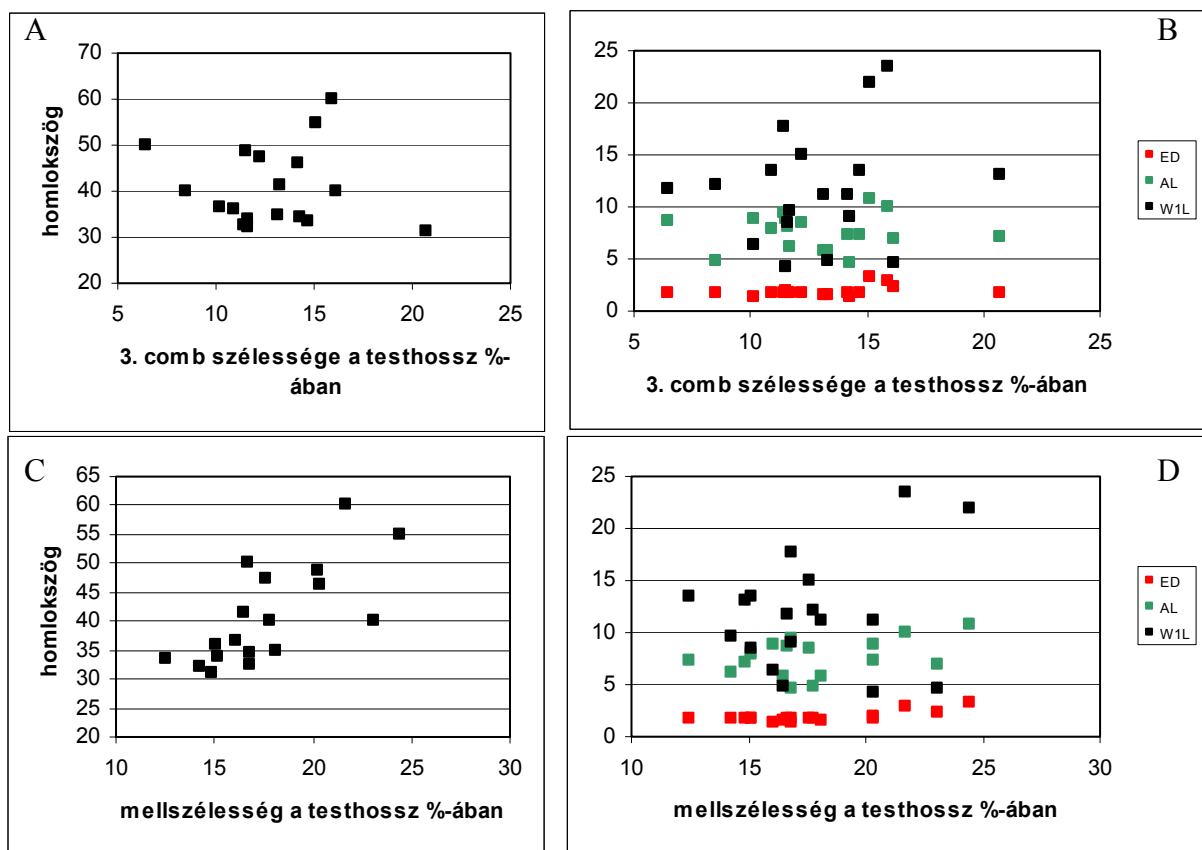 A
70
60
50
40
30
20
5 10 15 20 25
homlokszög
3. comb szélessége a testhossz %-
ában
B
25
20
15
10
5
0
5 10 15 20 25
3. comb szélessége a testhossz %-ában
ED
AL
W1L
C
65
60
55
50
45
40
35
30
25
20
10 15 20 25 30
homlokszög
mellszélesség a testhossz %-ában
D
25
20
15
10
5
0
10 15 20 25 30
mellszélesség a testhossz %-ában
ED
AL
W1L